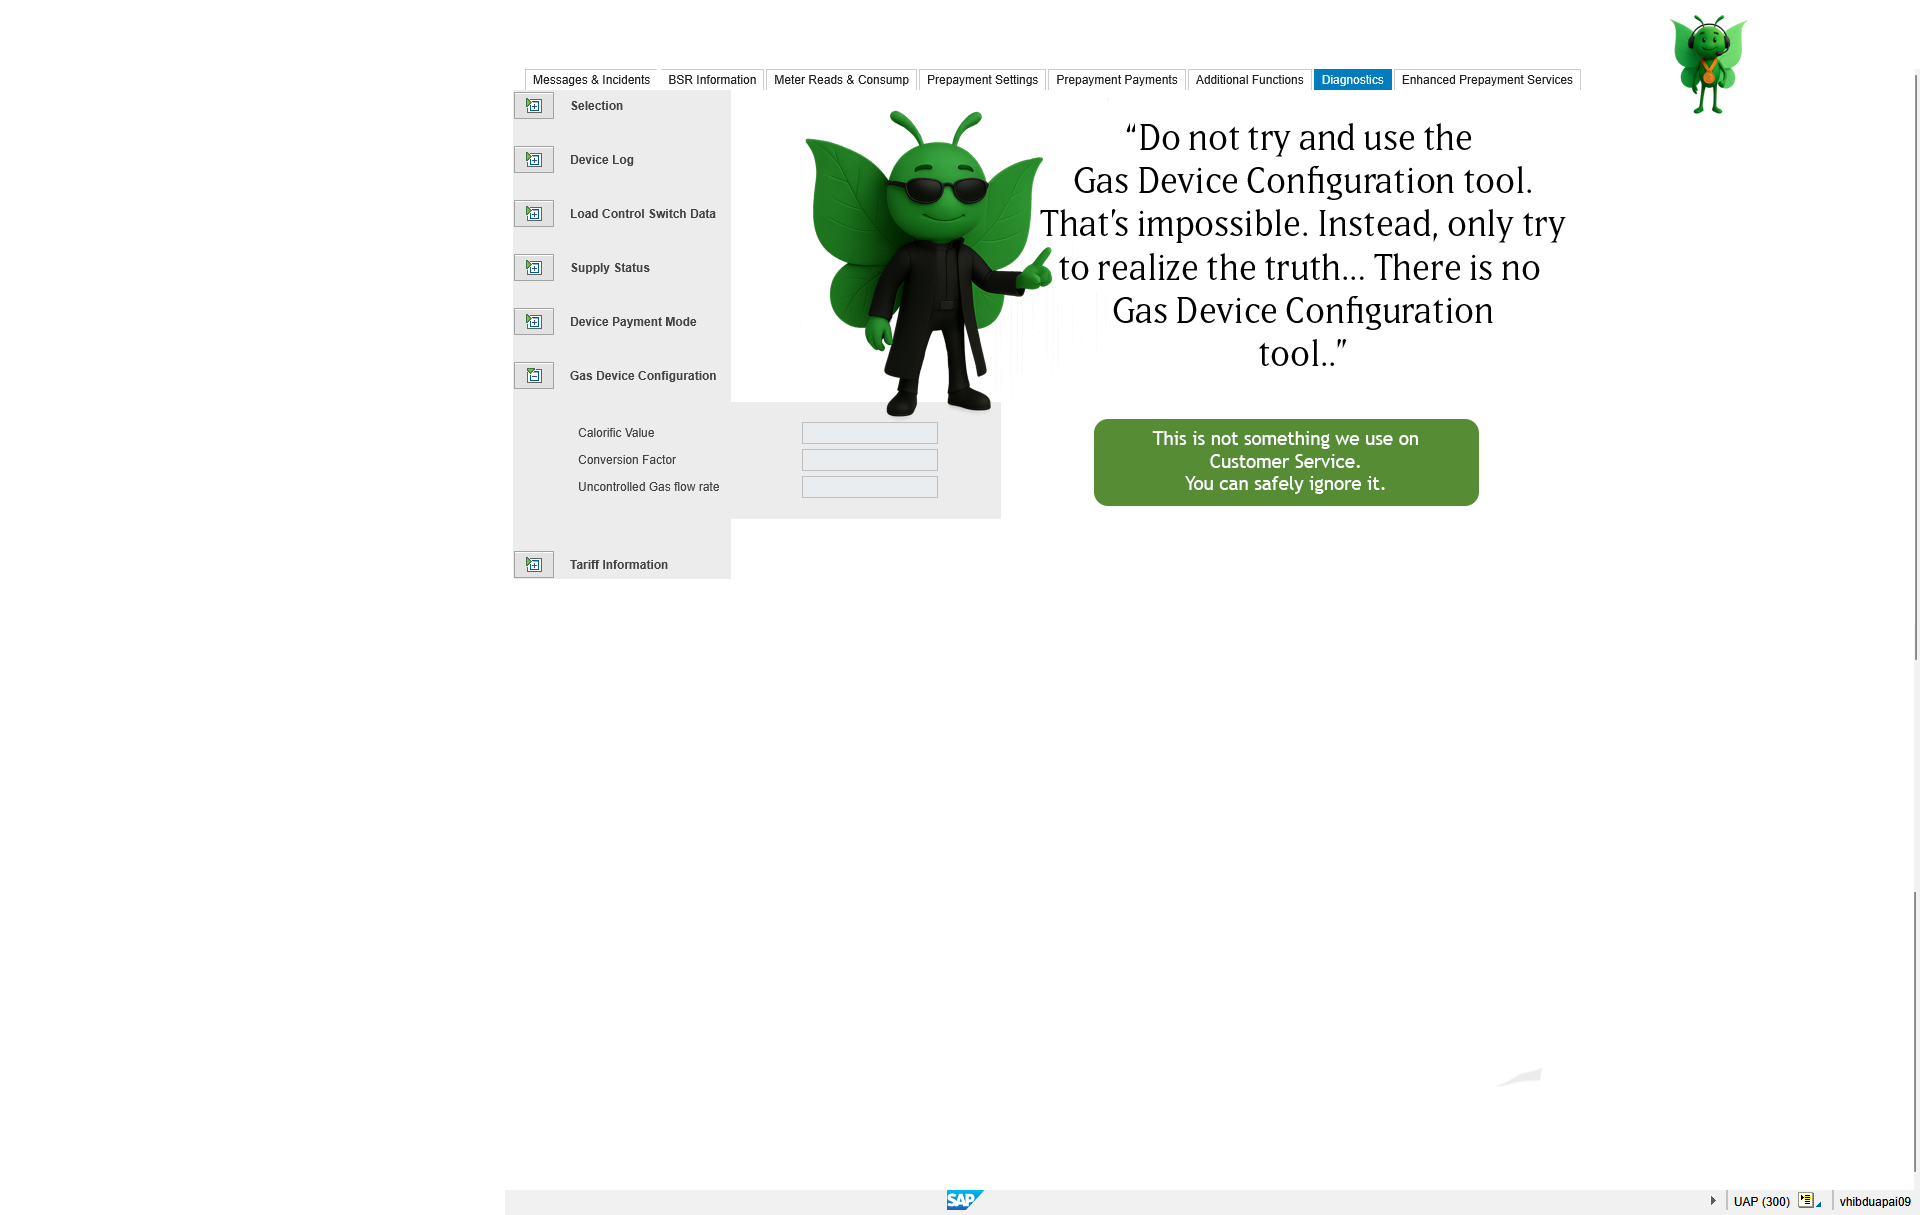 Messages & Incidents BSR Information Meter Reads & Consump Prepayment Settings Prepayment Payments Additional Functions Diagnostics Enhanced Prepayment Services
Selection
Device Log
Load Control Switch Data
Supply Status
Device Payment Mode
Gas Device Configuration
Calorific Value
Conversion Factor
Uncontrolled Gas flow rate
Tariff Information
“Do not try and use the
Gas Device Configuration tool.
That's impossible. Instead, only try
to realize the truth... There is no
Gas Device Configuration
tool..”
This is not something we use on
Customer Service.
You can safely ignore it.
SAP
UAP (300)
vhibduapai09